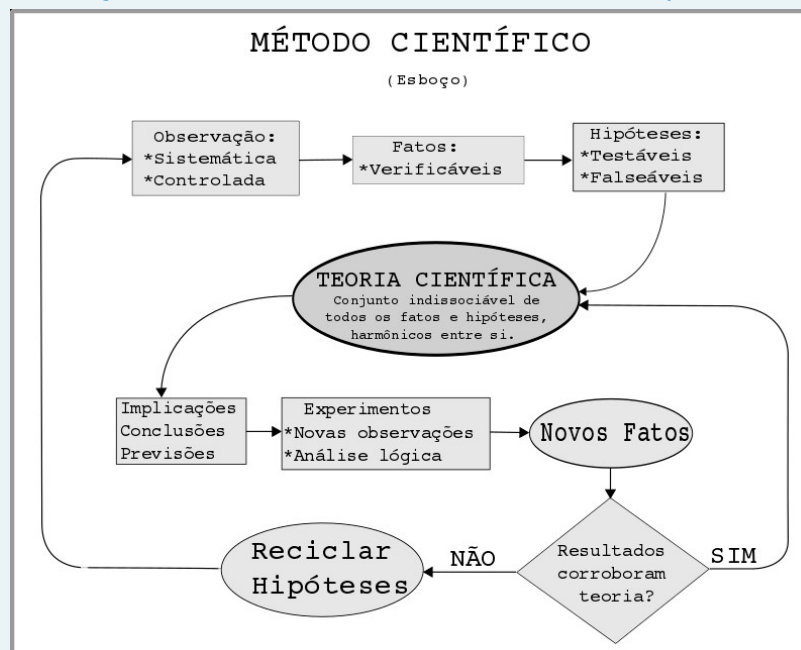 MÉTODO CIENTÍFICO
(Esboço)
Observação:
*Sistemática
*Controlada
Fatos:
*Verificáveis
Hipóteses:
*Testáveis
*Falseáveis
TEORIA CIENTÍFICA
Conjunto indissociável de
todos os fatos e hipóteses,
harmônicos entre si.
Implicações
Conclusões
Previsões
Experimentos
*Novas observações
*Análise lógica
Novos Fatos
Resultados
corroboram
teoria?
SIM
NÃO
Reciclar
Hipóteses